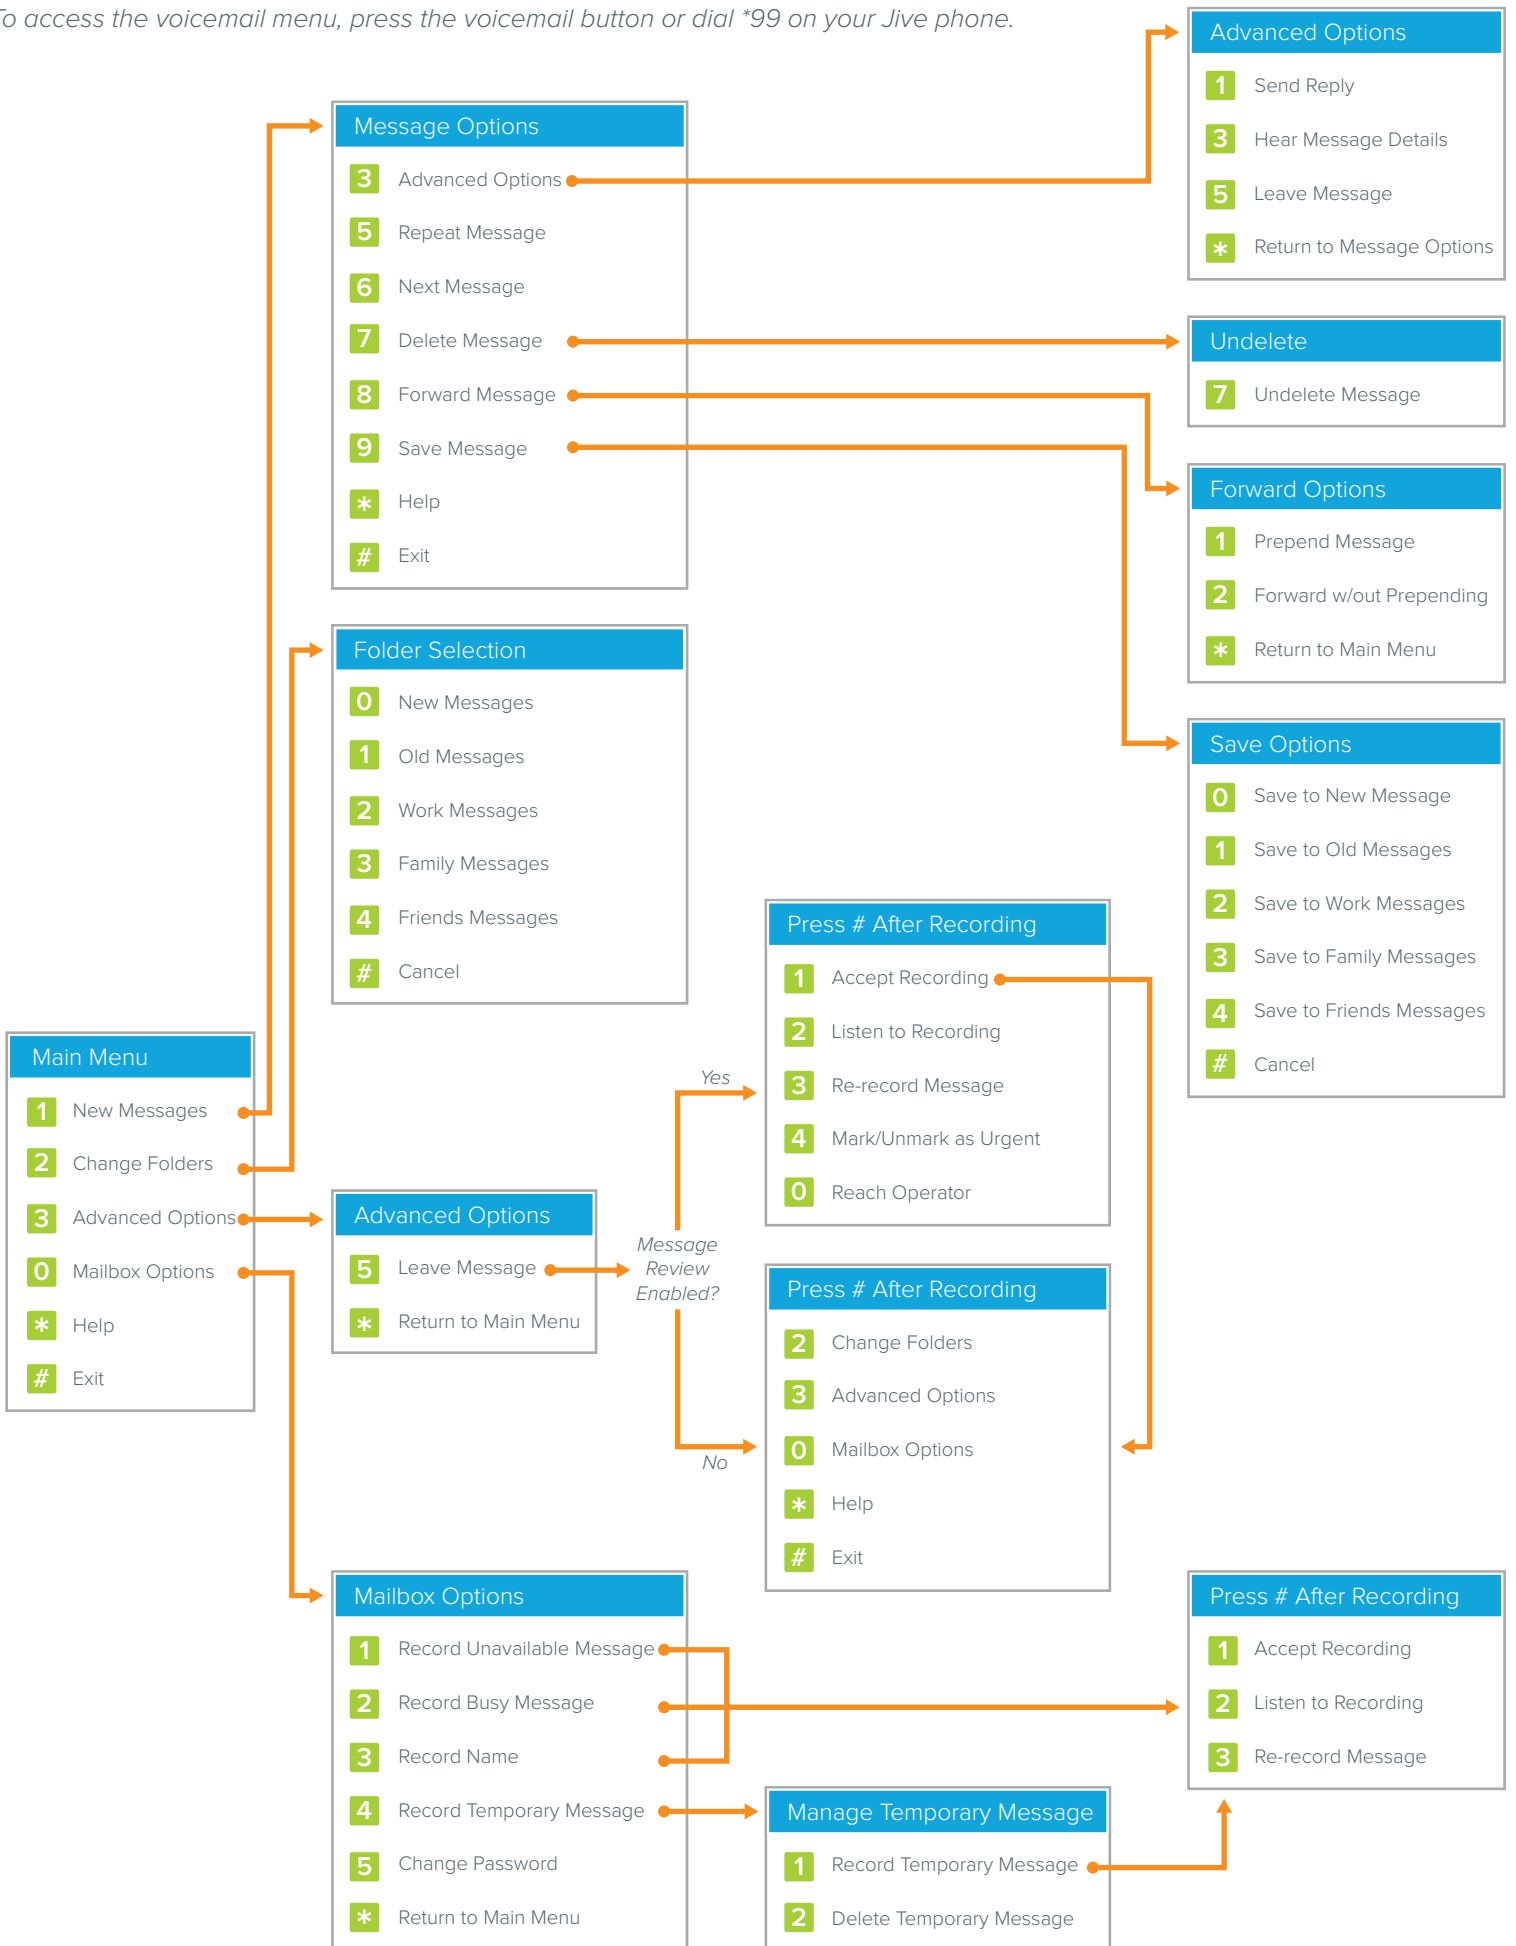 To access the voicemail menu, press the voicemail button or dial *99 on your Jive phone.
Main Menu
1 New Messages
2 Change Folders
3 Advanced Options
0 Mailbox Options
* Help
# Exit
Message Options
3 Advanced Options
5 Repeat Message
6 Next Message
7 Delete Message
8 Forward Message
9 Save Message
* Help
# Exit
Advanced Options
1 Send Reply
3 Hear Message Details
5 Leave Message
* Return to Message Options
Undelete
7 Undelete Message
Forward Options
1 Prepend Message
2 Forward w/out Prepending
* Return to Main Menu
Save Options
0 Save to New Message
1 Save to Old Messages
2 Save to Work Messages
3 Save to Family Messages
4 Save to Friends Messages
# Cancel
Folder Selection
0 New Messages
1 Old Messages
2 Work Messages
3 Family Messages
4 Friends Messages
# Cancel
Advanced Options
5 Leave Message
* Return to Main Menu
Message
Review
Enabled?
Yes
No
Press # After Recording
1 Accept Recording
2 Listen to Recording
3 Re-record Message
4 Mark/Unmark as Urgent
0 Reach Operator
Press # After Recording
2 Change Folders
3 Advanced Options
0 Mailbox Options
* Help
# Exit
Mailbox Options
1 Record Unavailable Message
2 Record Busy Message
3 Record Name
4 Record Temporary Message
5 Change Password
* Return to Main Menu
Manage Temporary Message
1 Record Temporary Message
2 Delete Temporary Message
Press # After Recording
1 Accept Recording
2 Listen to Recording
3 Re-record Message